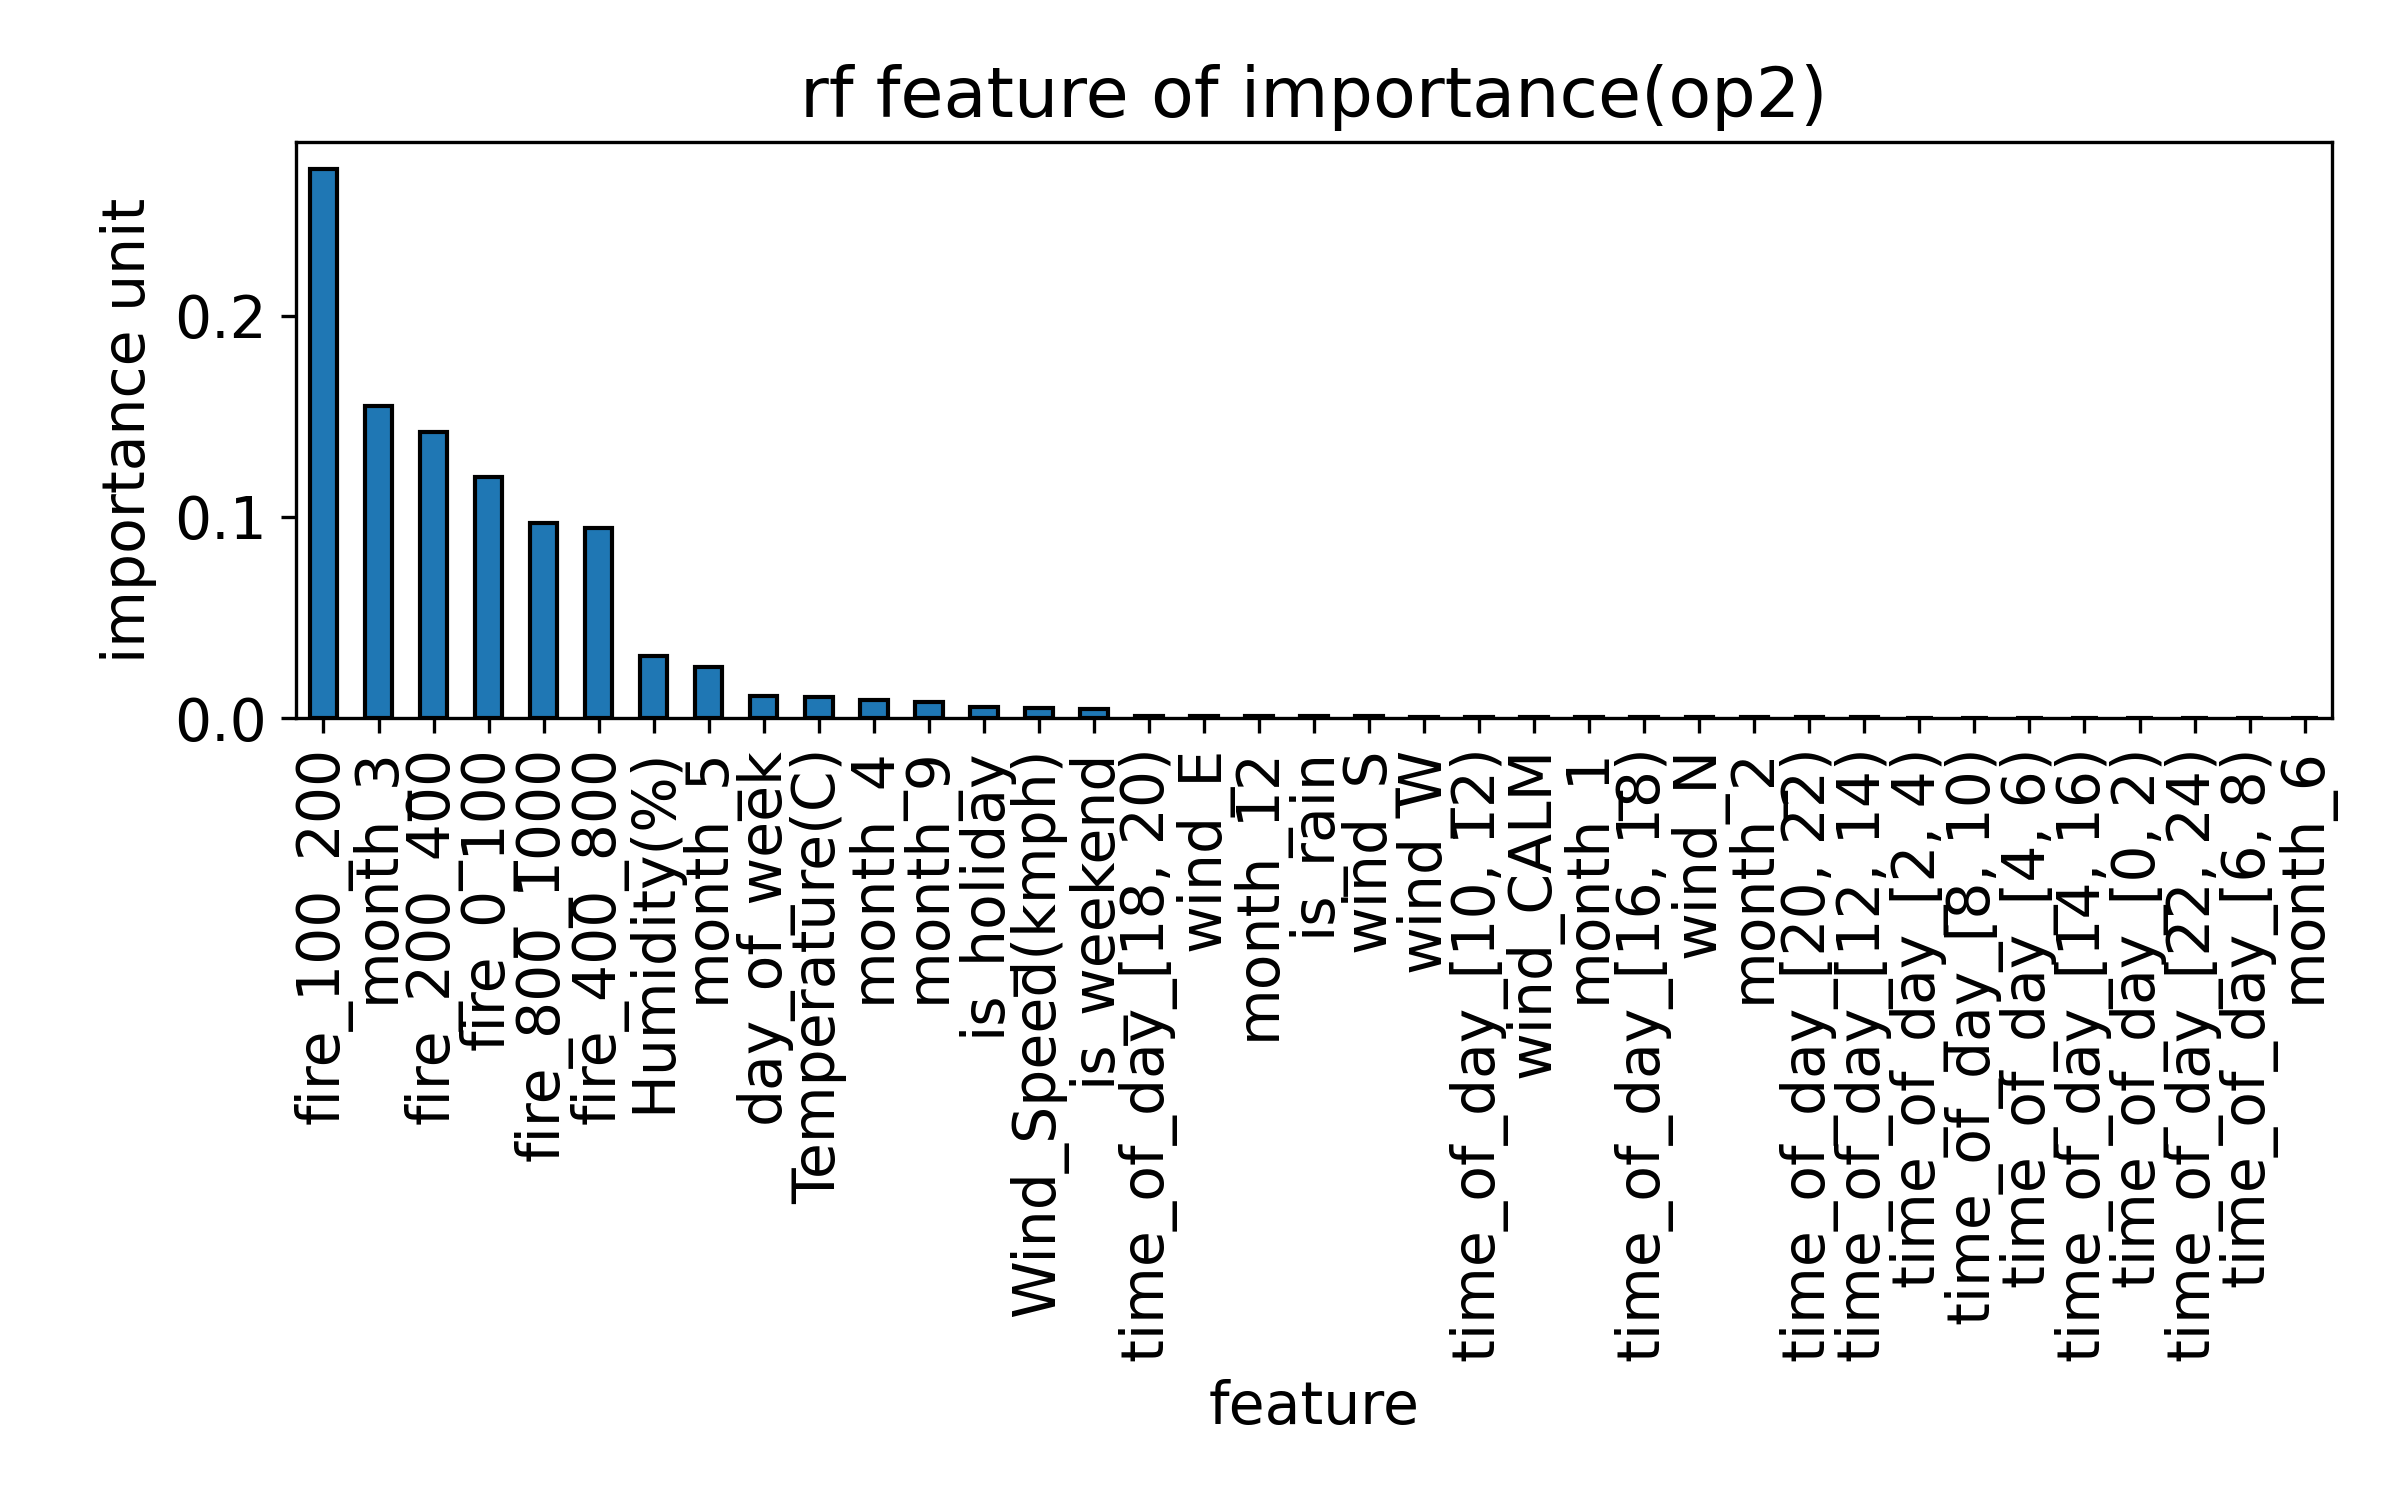 rf feature of importance(op2)
importance unit
0.2
0.1
0.0
fire_100_200
month_3
fire_200_400
fire_0_100
fire_800_1000
fire_400_800
Humidity(%)
month_5
day_of_week
Temperature(C)
month_4
month_9
is_holiday
Wind_Speed(kmph)
is_weekend
time_of_day_[18, 20)
wind_E
month_12
is_rain
wind_S
wind_W
time_of_day_[10, 12)
wind_CALM
month_1
time_of_day_[16, 18)
wind_N
month_2
time_of_day_[20, 22)
time_of_day_[12, 14)
time_of_day_[2, 4)
time_of_day_[8, 10)
time_of_day_[4, 6)
time_of_day_[14, 16)
time_of_day_[0, 2)
time_of_day_[22, 24)
time_of_day_[6, 8)
month_6
feature